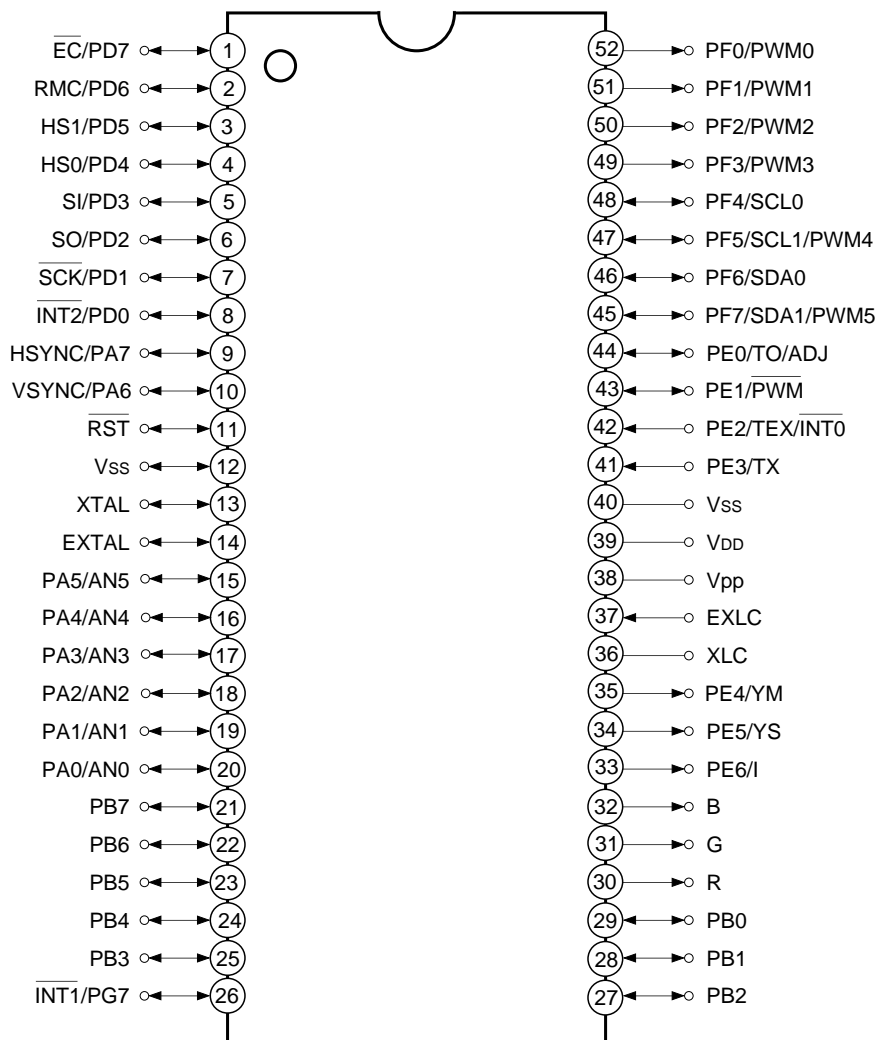 EC/PD7 1 52 PF0/PWM0
RMC/PD6 2 51 PF1/PWM1
HS1/PD5 3 50 PF2/PWM2
HS0/PD4 4 49 PF3/PWM3
SI/PD3 5 48 PF4/SCL0
SO/PD2 6 47 PF5/SCL1/PWM4
SCK/PD1 7 46 PF6/SDA0
INT2/PD0 8 45 PF7/SDA1/PWM5
HSYNC/PA7 9 44 PE0/TO/ADJ
VSYNC/PA6 10 43 PE1/PWM
RST 11 42 PE2/TEX/INT0
Vss 12 41 PE3/TX
XTAL 13 40 Vss
EXTAL 14 39 VDD
PA5/AN5 15 38 Vpp
PA4/AN4 16 37 EXLC
PA3/AN3 17 36 XLC
PA2/AN2 18 35 PE4/YM
PA1/AN1 19 34 PE5/YS
PA0/AN0 20 33 PE6/I
PB7 21 32 B
PB6 22 31 G
PB5 23 30 R
PB4 24 29 PB0
PB3 25 28 PB1
INT1/PG7 26 27 PB2